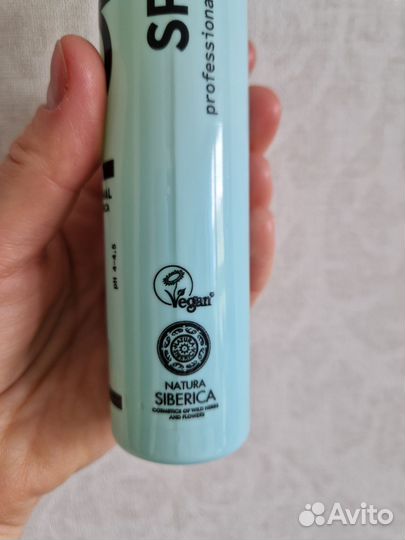 SP
professional
pH 4-4.5
Vegan
NATURA
SIBERICA
COSMETICS OF WILD HERBS
AND FLOWERS
Avito